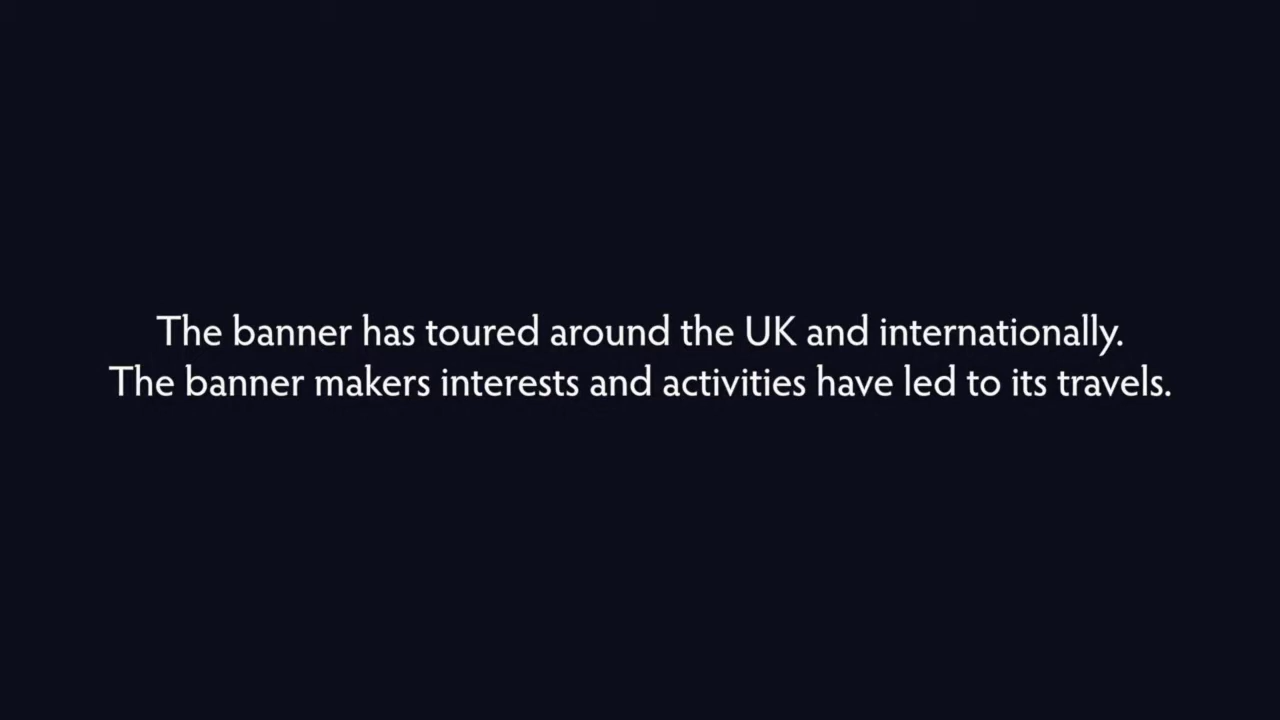 The banner has toured around the UK and internationally.
The banner makers interests and activities have led to its travels.